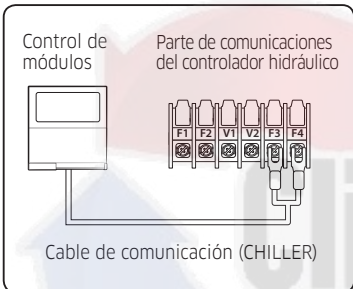 Control de
módulos
Parte de comunicaciones
del controlador hidráulico
F1 F2 V1 V2 F3 F4
Cable de comunicación (CHILLER)